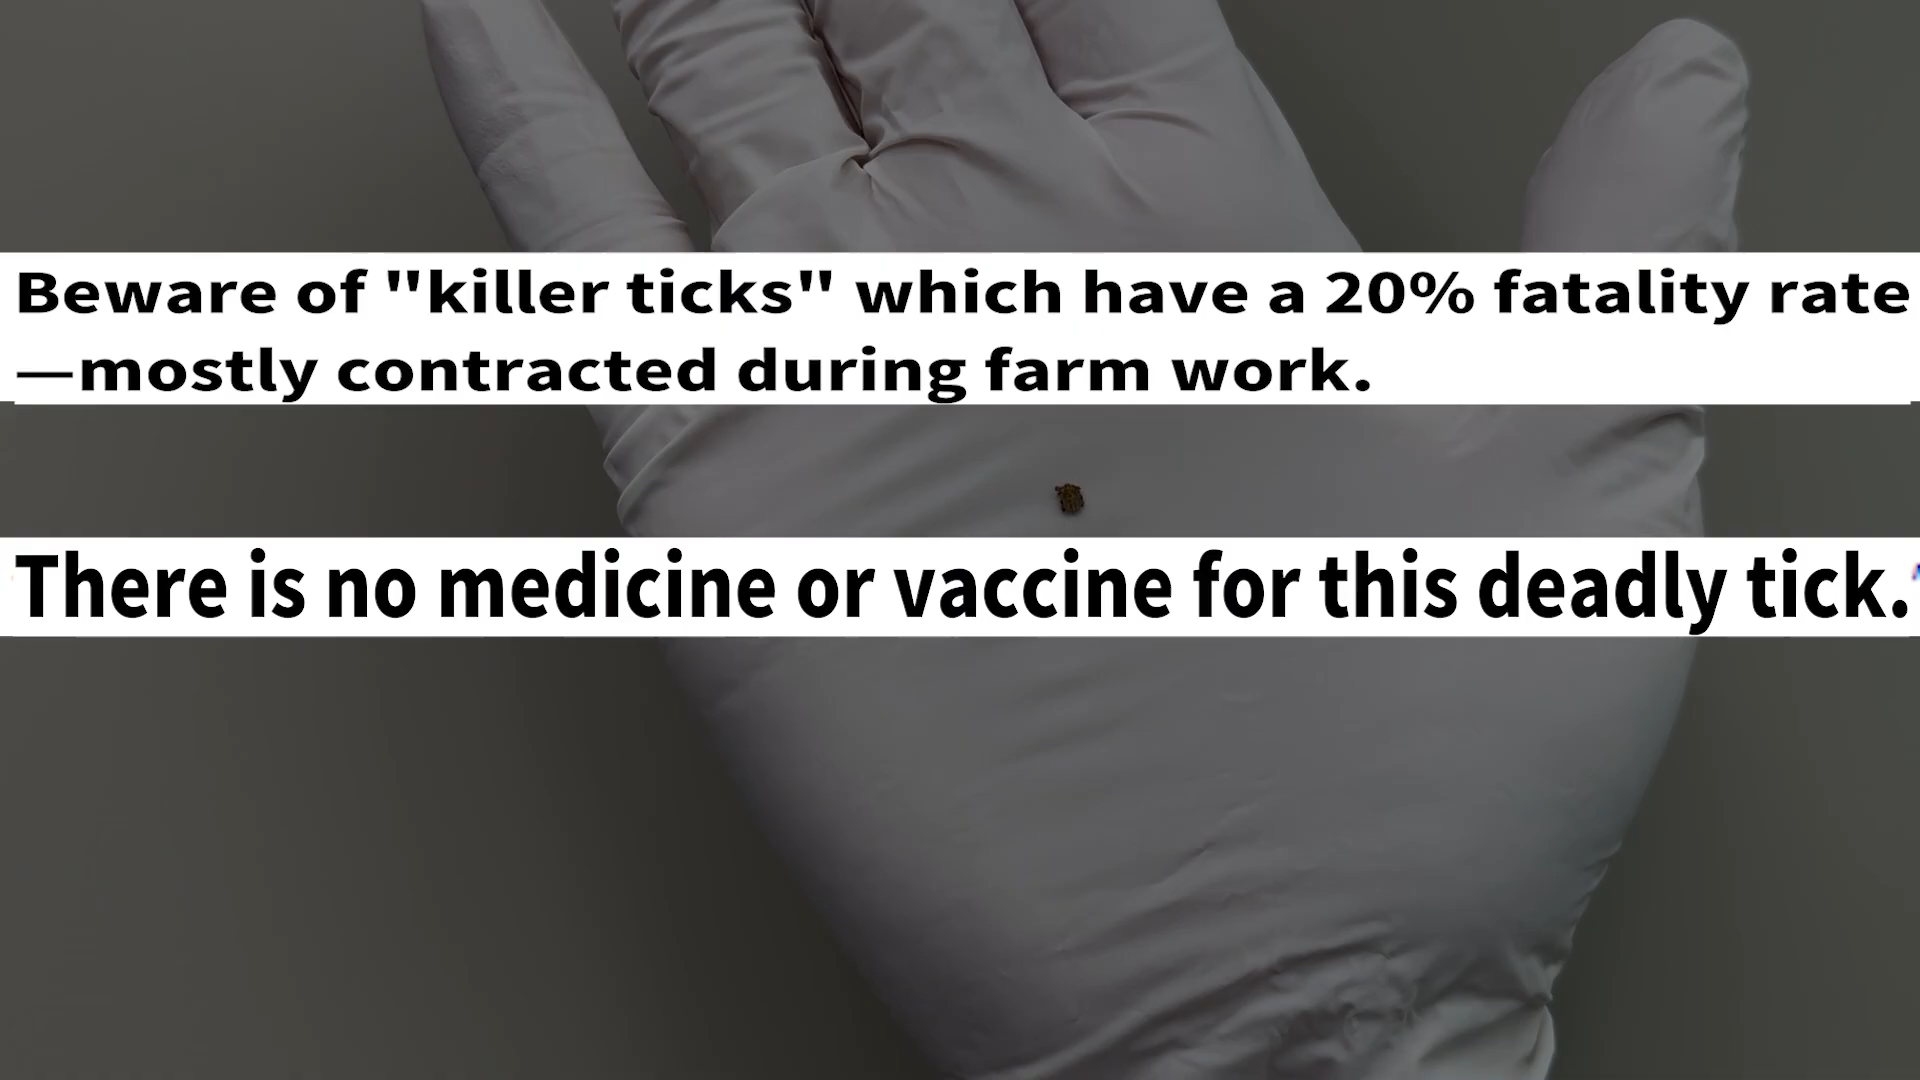 Beware of "killer ticks" which have a 20% fatality rate
—mostly contracted during farm work.
There is no medicine or vaccine for this deadly tick.